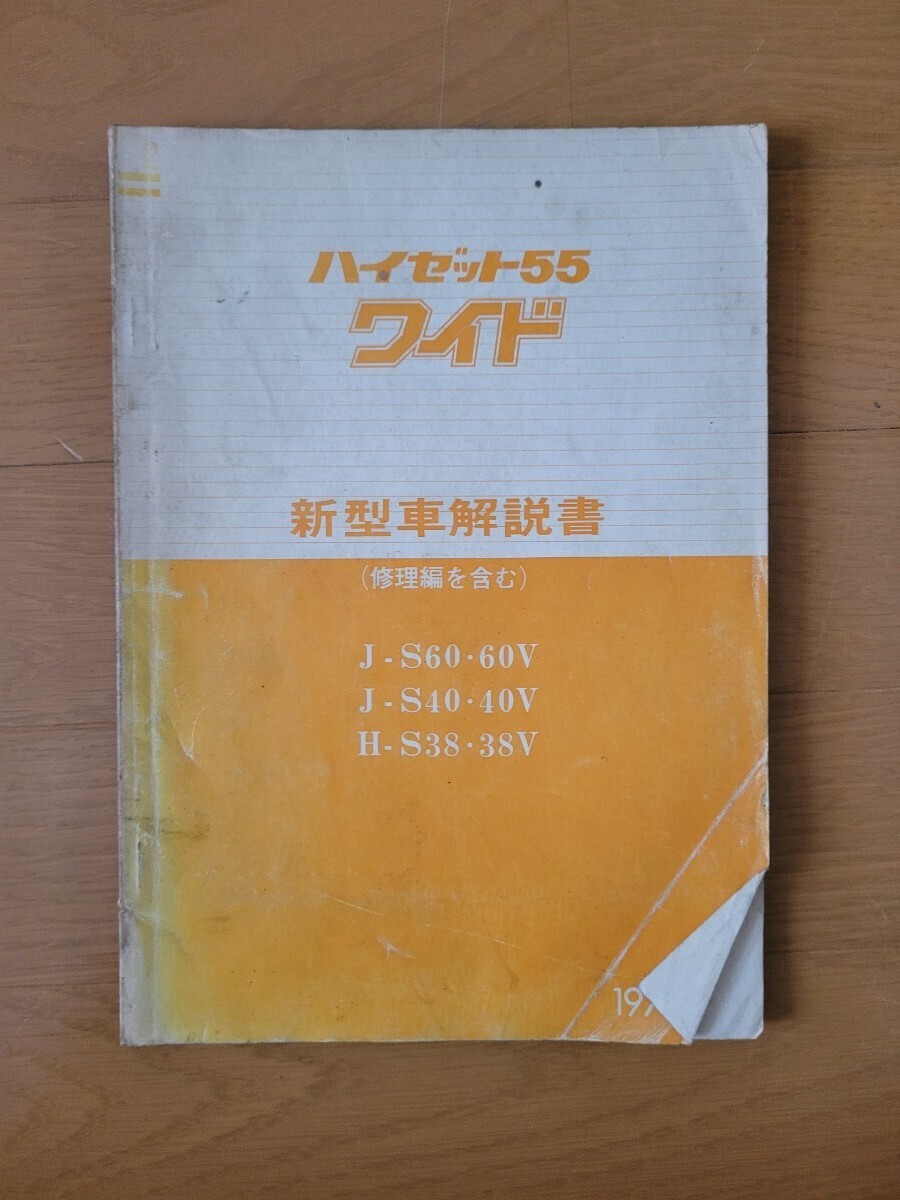 ハイゼット55
ワイド
新型車解説書
(修理編を含む)
J-S60・60V
J-S40・40V
H-S38・38V